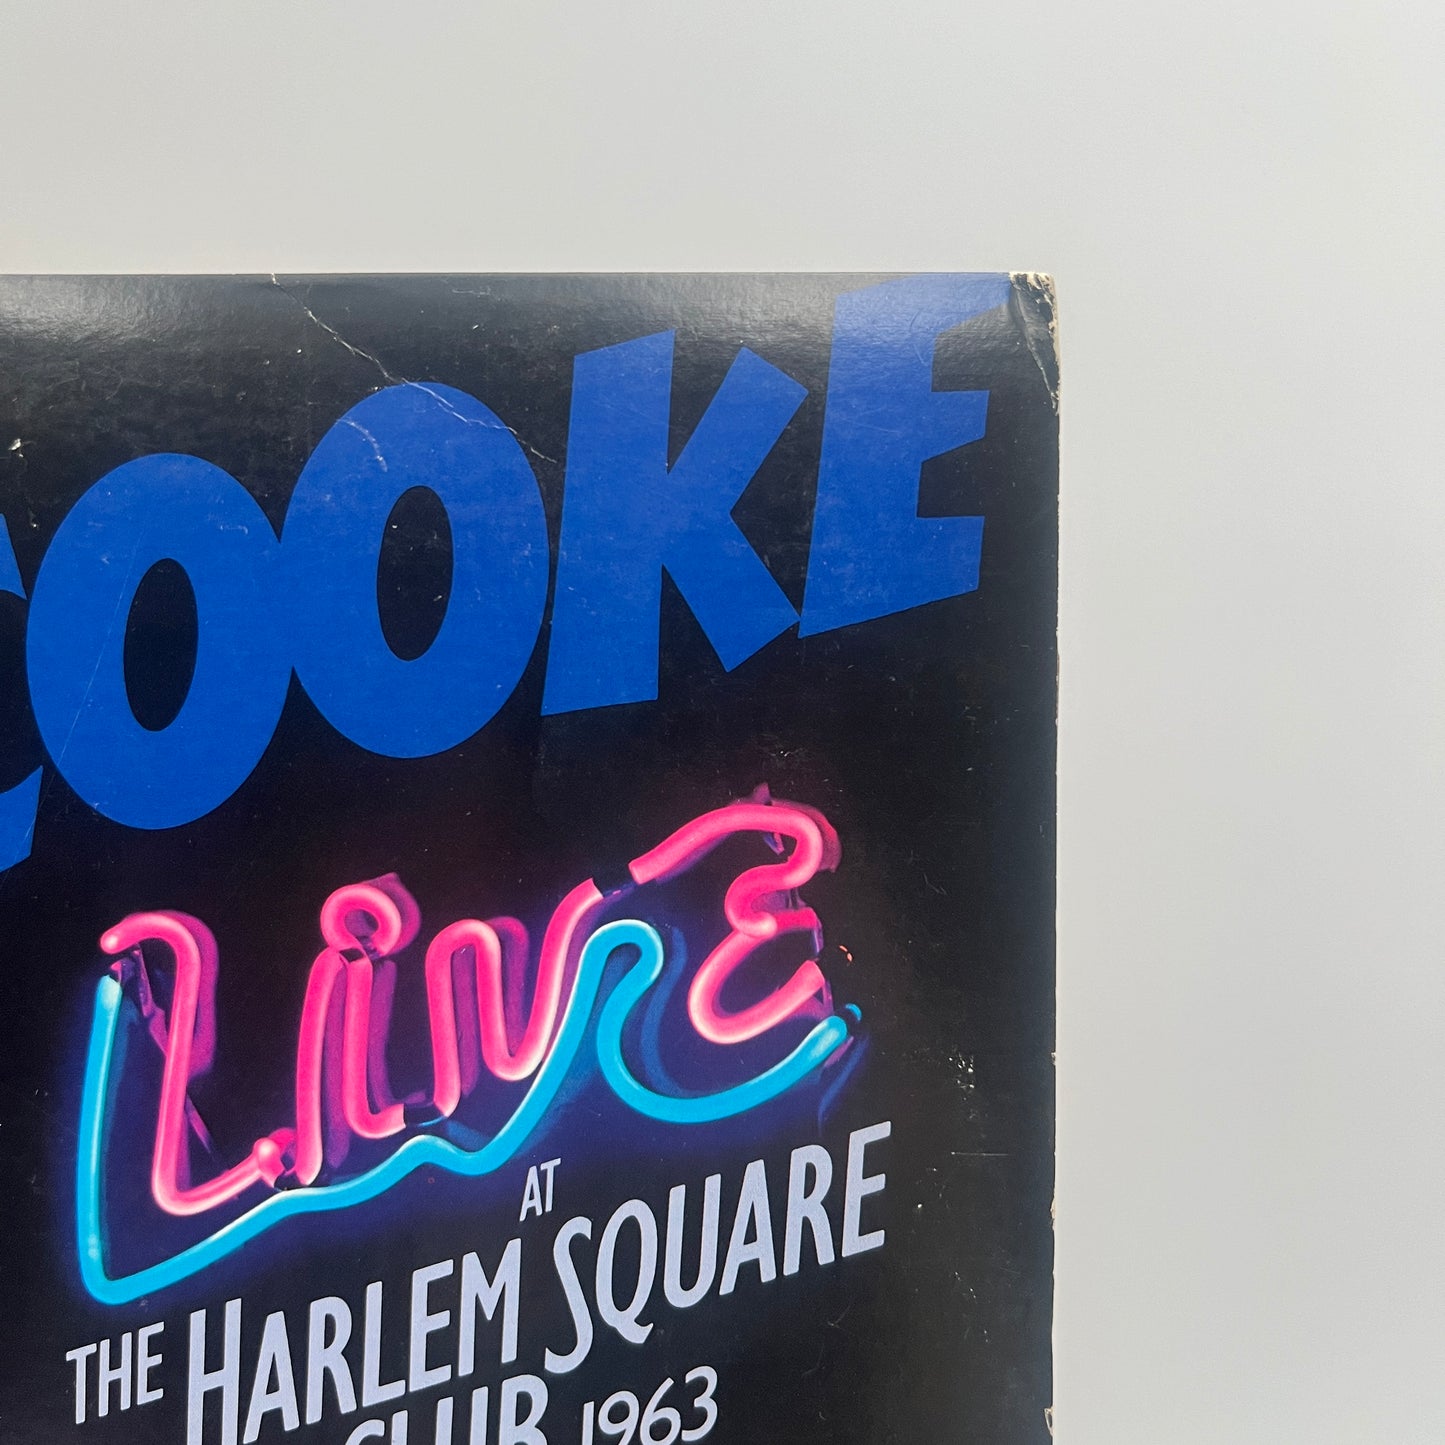 COOKE
Live
AT
THE HARLEM SQUARE
CLUB 1963